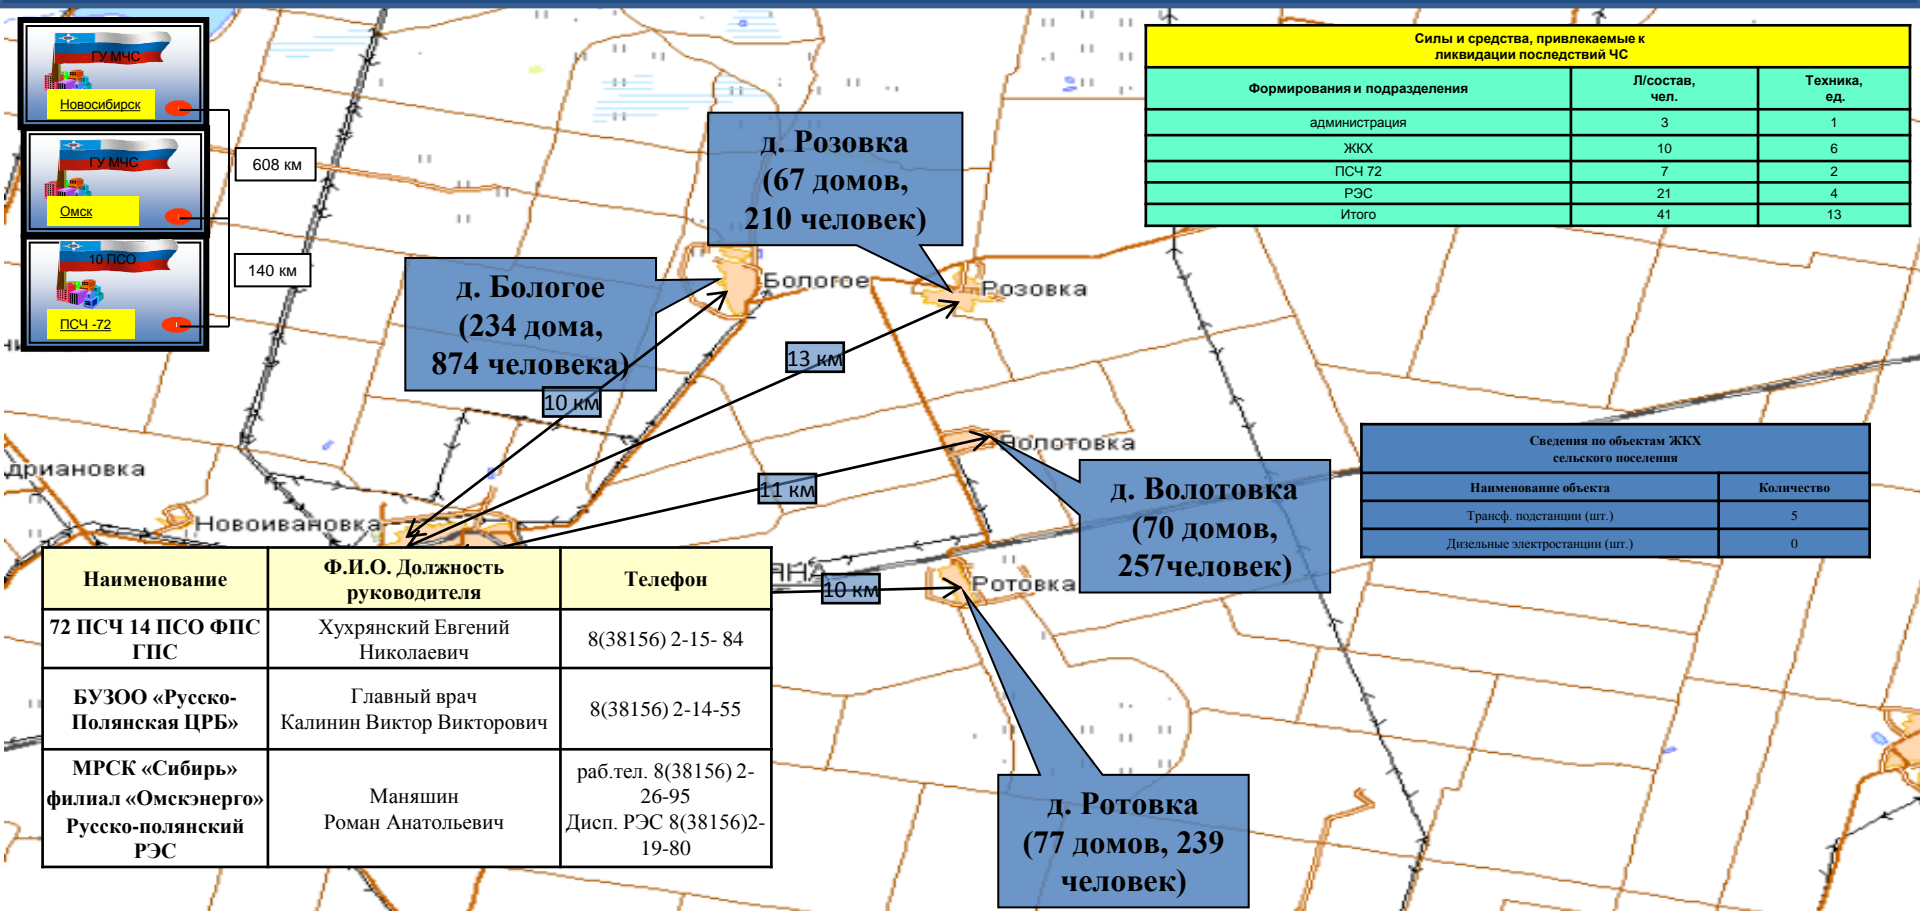 ГУ МЧС
Новосибирск
ГУ МЧС
Омск
10 ПСО
ПСЧ -72
608 км
140 км
Силы и средства, привлекаемые к
ликвидации последствий ЧС
Формирования и подразделения
Л/состав,
чел.
Техника,
ед.
администрация 3 1
ЖКХ 10 6
ПСЧ 72 7 2
РЭС 21 4
Итого 41 13
д. Розовка
(67 домов,
210 человек)
д. Бологое
(234 дома,
874 человека)
Бологое
Розовка
13 км
10 км
Волотовка
11 км
дриановка
Новоивановка
д. Волотовка
(70 домов,
257человек)
Сведения по объектам ЖКХ
сельского поселения
Наименование объекта Количество
Трансф. подстанции (шт.) 5
Дизельные электростанции (шт.) 0
ЯНА
10 км
Ротовка
Наименование
Ф.И.О. Должность
руководителя
Телефон
72 ПСЧ 14 ПСО ФПС
ГПС
Хухрянский Евгений
Николаевич
8(38156) 2-15- 84
БУЗОО «Русско-
Полянская ЦРБ»
Главный врач
Калинин Виктор Викторович
8(38156) 2-14-55
МРСК «Сибирь»
филиал «Омскэнерго»
Русско-полянский
РЭС
Маняшин
Роман Анатольевич
раб.тел. 8(38156) 2-
26-95
Дисп. РЭС 8(38156)2-
19-80
д. Ротовка
(77 домов, 239
человек)